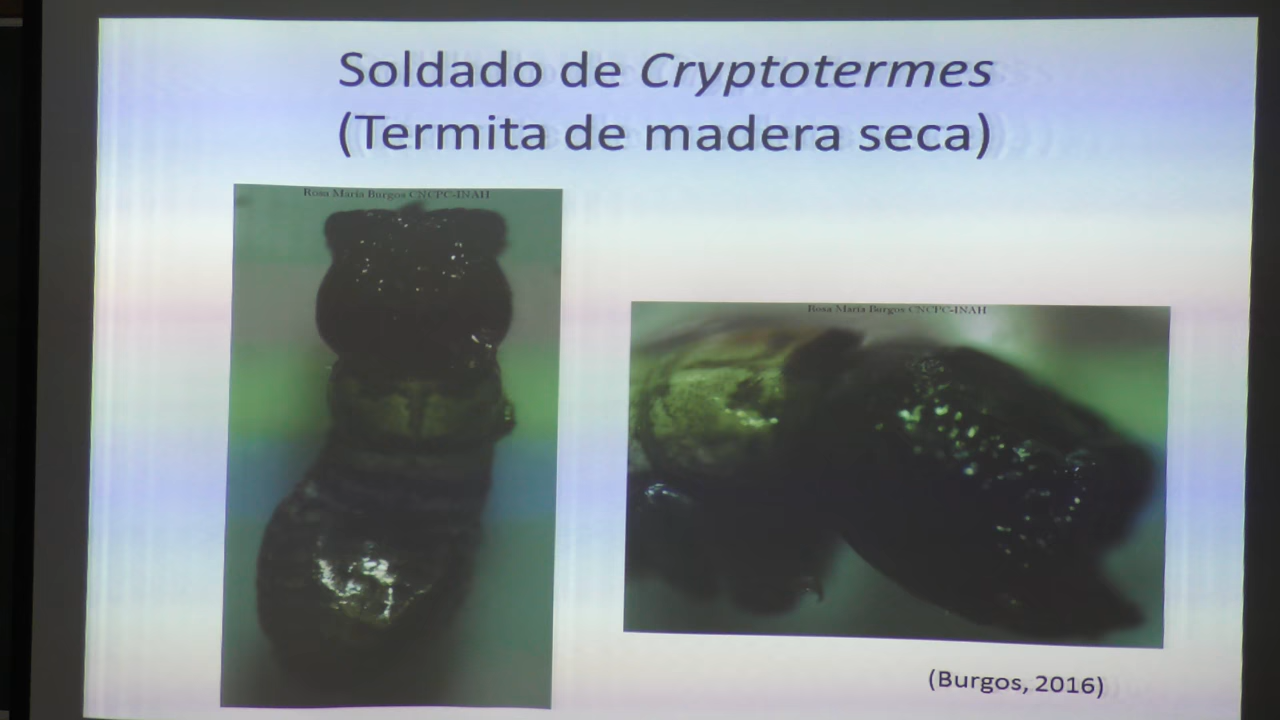 Soldado de Cryptotermes
(Termita de madera seca)
Rosa María Burgos CNCPC-INAH
Rosa María Burgos CNCPC-INAH
(Burgos, 2016)